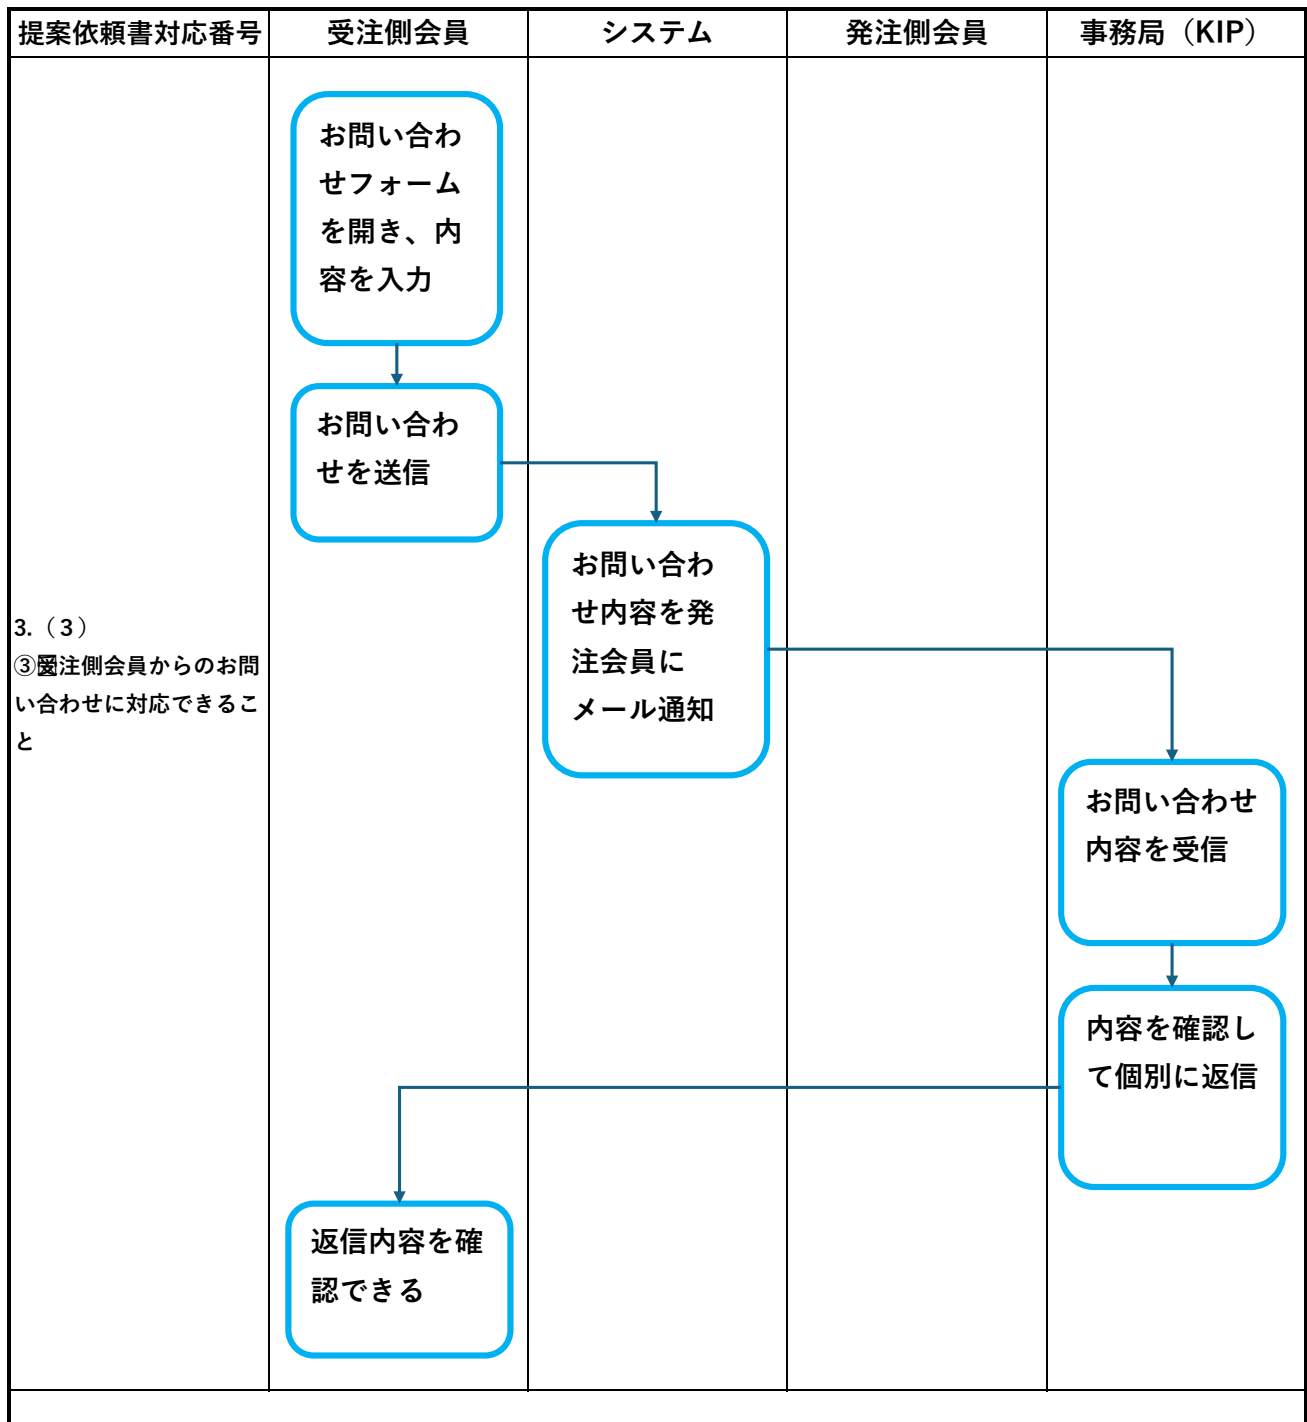 提案依頼書対応番号
受注側会員
システム
発注側会員
事務局（KIP）
お問い合わ
せフォーム
を開き、内
容を入力
お問い合わ
せを送信
お問い合わ
せ内容を発
注会員に
メール通知
3.（3）
③受注側会員からのお問
い合わせに対応できるこ
と
お問い合わせ
内容を受信
内容を確認し
て個別に返信
返信内容を確
認できる